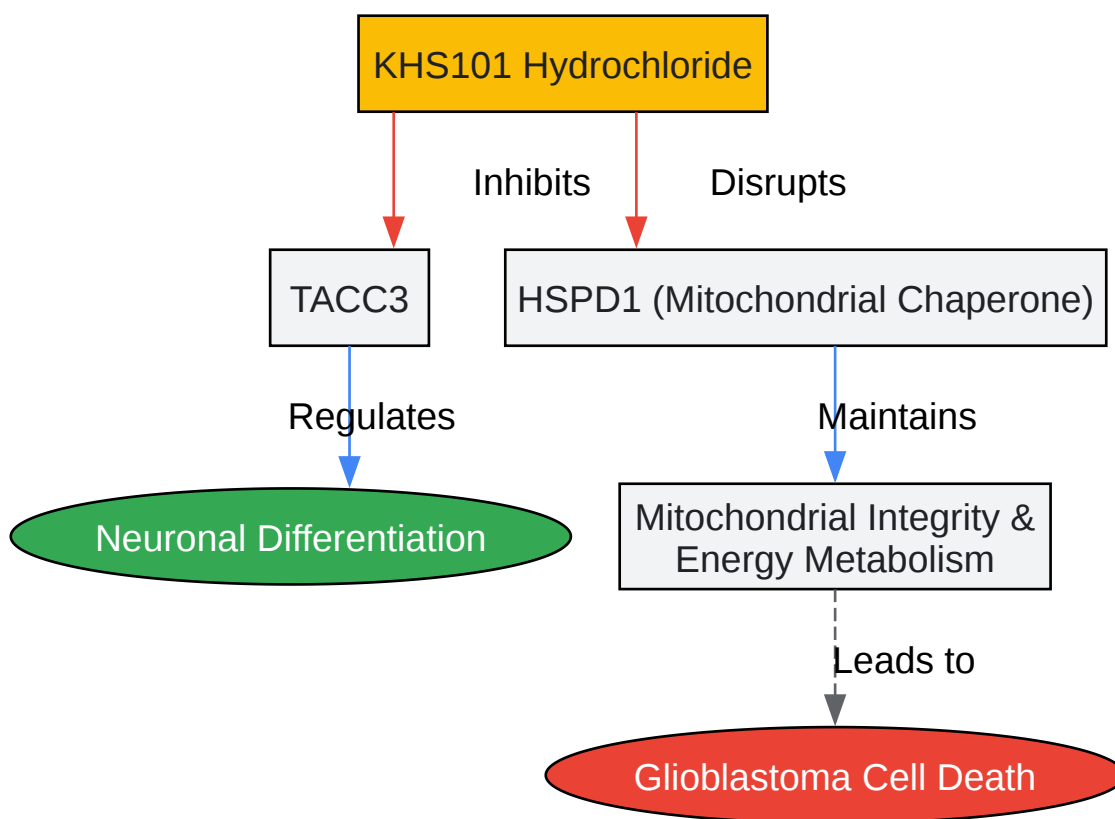 KHS101 Hydrochloride
Inhibits
Disrupts
TACC3
HSPD1 (Mitochondrial Chaperone)
Regulates
Maintains
Neuronal Differentiation
Mitochondrial Integrity &
Energy Metabolism
Leads to
Glioblastoma Cell Death